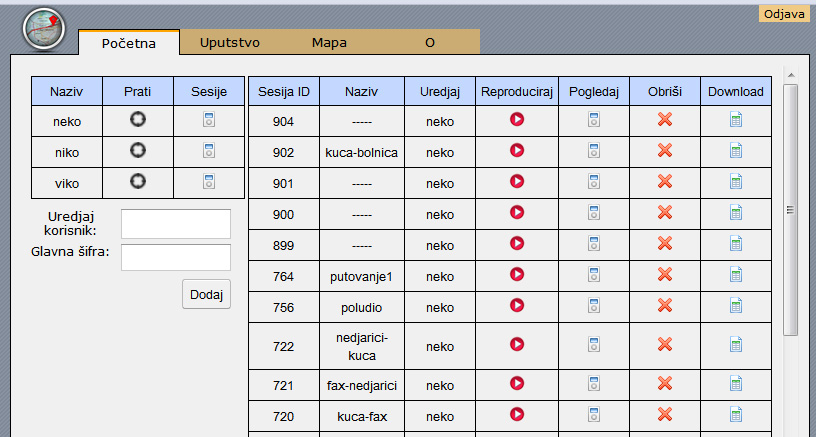 Odjava
Početna Uputstvo Mapa O
Naziv Prati Sesije
neko
niko
viko
Uredjaj
korisnik:
Glavna šifra:
Dodaj
Sesija ID Naziv Uredjaj Reproduciraj Pogledaj Obriši Download
904 ----- neko
902 kuca-bolnica neko
901 ----- neko
900 ----- neko
899 ----- neko
764 putovanje1 neko
756 poludio neko
722 nedjarici-
kuca neko
721 fax-nedjarici neko
720 kuca-fax neko